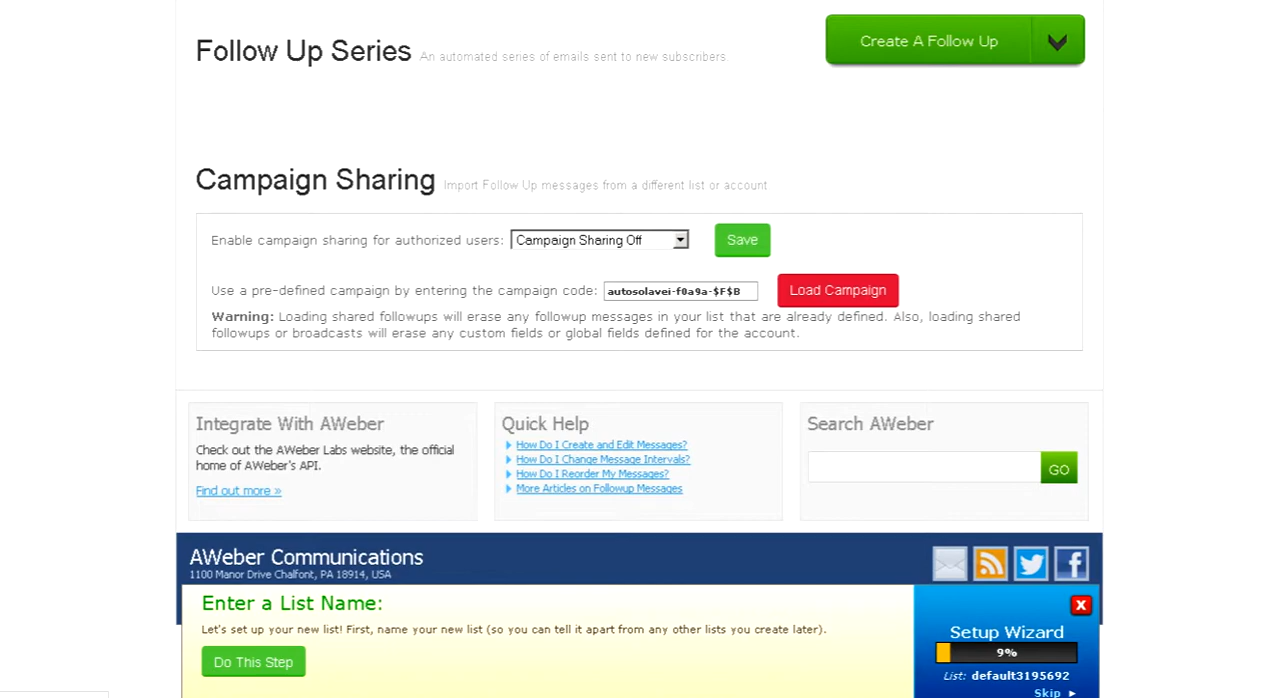 Follow Up Series An automated series of emails sent to new subscribers
Create A Follow Up
Campaign Sharing Import Follow Up messages from a different list or account
Enable campaign sharing for authorized users: Campaign Sharing Off Save
Use a pre-defined campaign by entering the campaign code: autosolavei-f0a9a-$F$B Load Campaign
Warning: Loading shared followups will erase any followup messages in your list that are already defined. Also, loading shared
followups or broadcasts will erase any custom fields or global fields defined for the account.
Integrate With AWeber
Check out the AWeber Labs website, the official
home of AWeber's API.
Find out more »
Quick Help
How Do I Create and Edit Messages?
How Do I Change Message Intervals?
How Do I Reorder My Messages?
More Articles on Followup Messages
Search AWeber
GO
AWeber Communications
1100 Manor Drive Chalfont, PA 18914, USA
Enter a List Name:
Let's set up your new list! First, name your new list (so you can tell it apart from any other lists you create later).
Do This Step
X
Setup Wizard
9%
List: default3195692
Skip ►